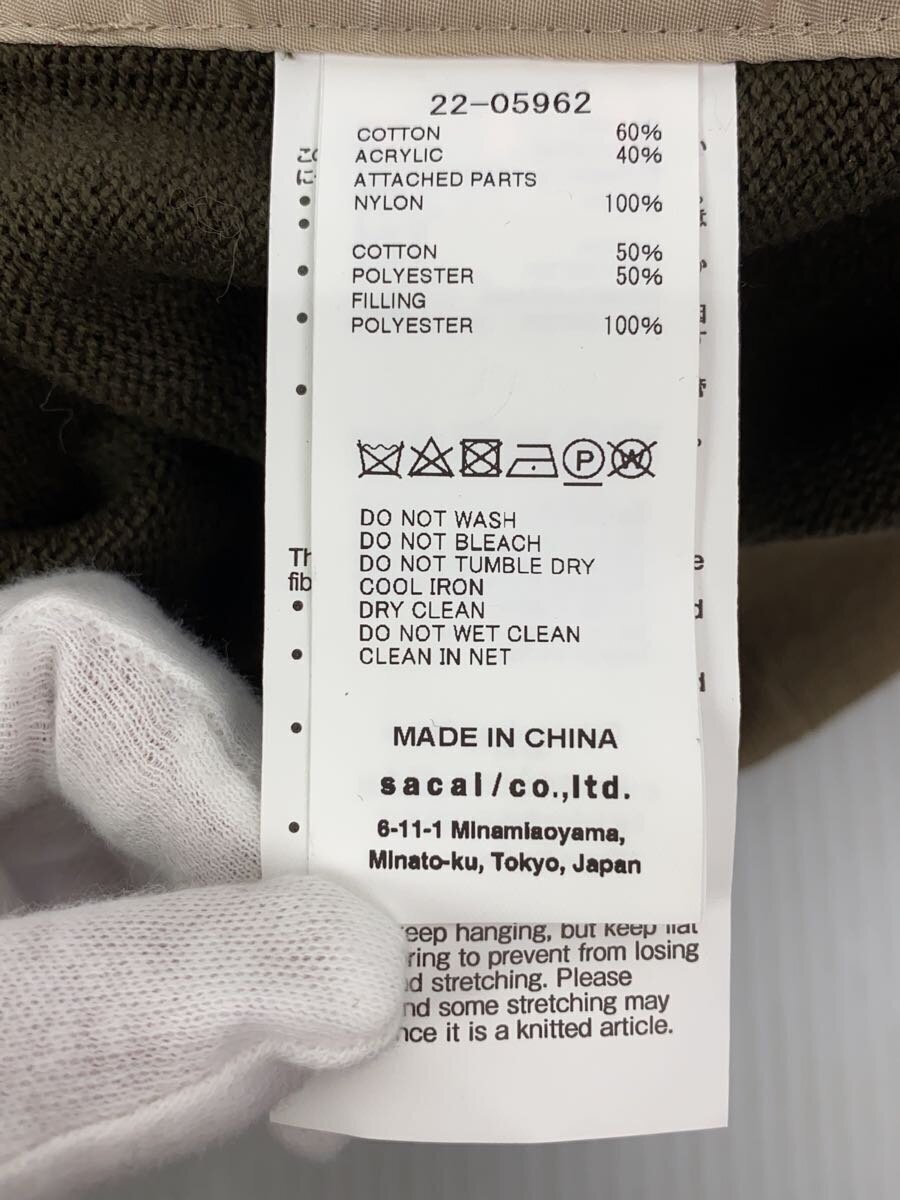 22-05962
COTTON 60%
ACRYLIC 40%
ATTACHED PARTS
NYLON 100%
COTTON 50%
POLYESTER 50%
FILLING
POLYESTER 100%
P W
DO NOT WASH
DO NOT BLEACH
DO NOT TUMBLE DRY
COOL IRON
DRY CLEAN
DO NOT WET CLEAN
CLEAN IN NET
MADE IN CHINA
sacai/co.,ltd.
6-11-1 Minamiaoyama,
Minato-ku, Tokyo, Japan
hanging, but keep flat
to prevent from losing
stretching. Please
some stretching may
it is a knitted article.